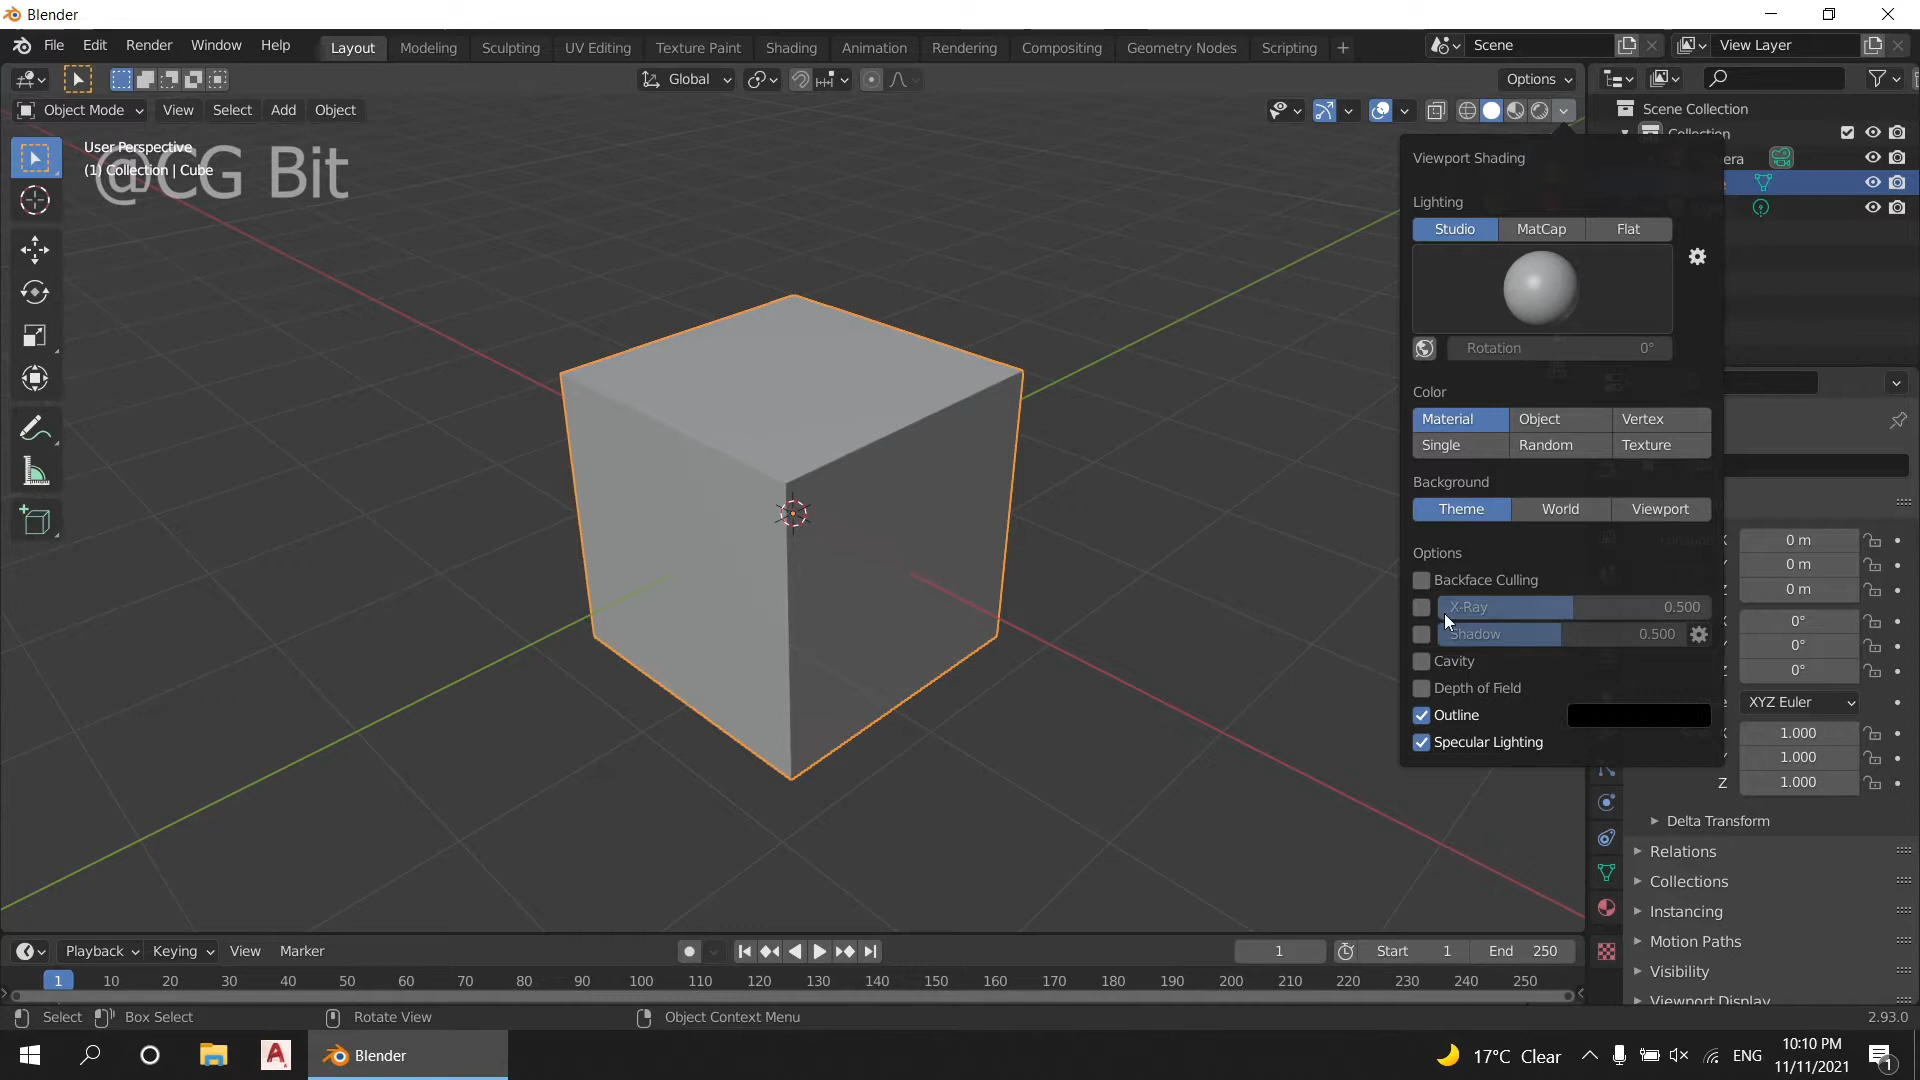 Blender
File Edit Render Window Help
Layout Modeling Sculpting UV Editing Texture Paint Shading Animation Rendering Compositing Geometry Nodes Scripting +
Scene
View Layer
Global
Options
Object Mode View Select Add Object
Scene Collection
Collection
era
User Perspective
(1) Collection | Cube
@CG Bit
Viewport Shading
Lighting
Studio MatCap Flat
Rotation 0°
Color
Material Object Vertex
Single Random Texture
Background
Theme World Viewport
Options
Backface Culling
X-Ray 0.500
Shadow 0.500
Cavity
Depth of Field
Outline
Specular Lighting
X 0 m
0 m
0 m
X 0°
0°
Z 0°
e XYZ Euler
X 1.000
1.000
Z 1.000
Delta Transform
Relations
Collections
Instancing
Motion Paths
Visibility
Viewport Display
Playback Keying View Marker
1 Start 1 End 250
1 10 20 30 40 50 60 70 80 90 100 110 120 130 140 150 160 170 180 190 200 210 220 230 240 250
Select Box Select Rotate View Object Context Menu 2.93.0
Blender
17°C Clear
ENG
10:10 PM
11/11/2021
1